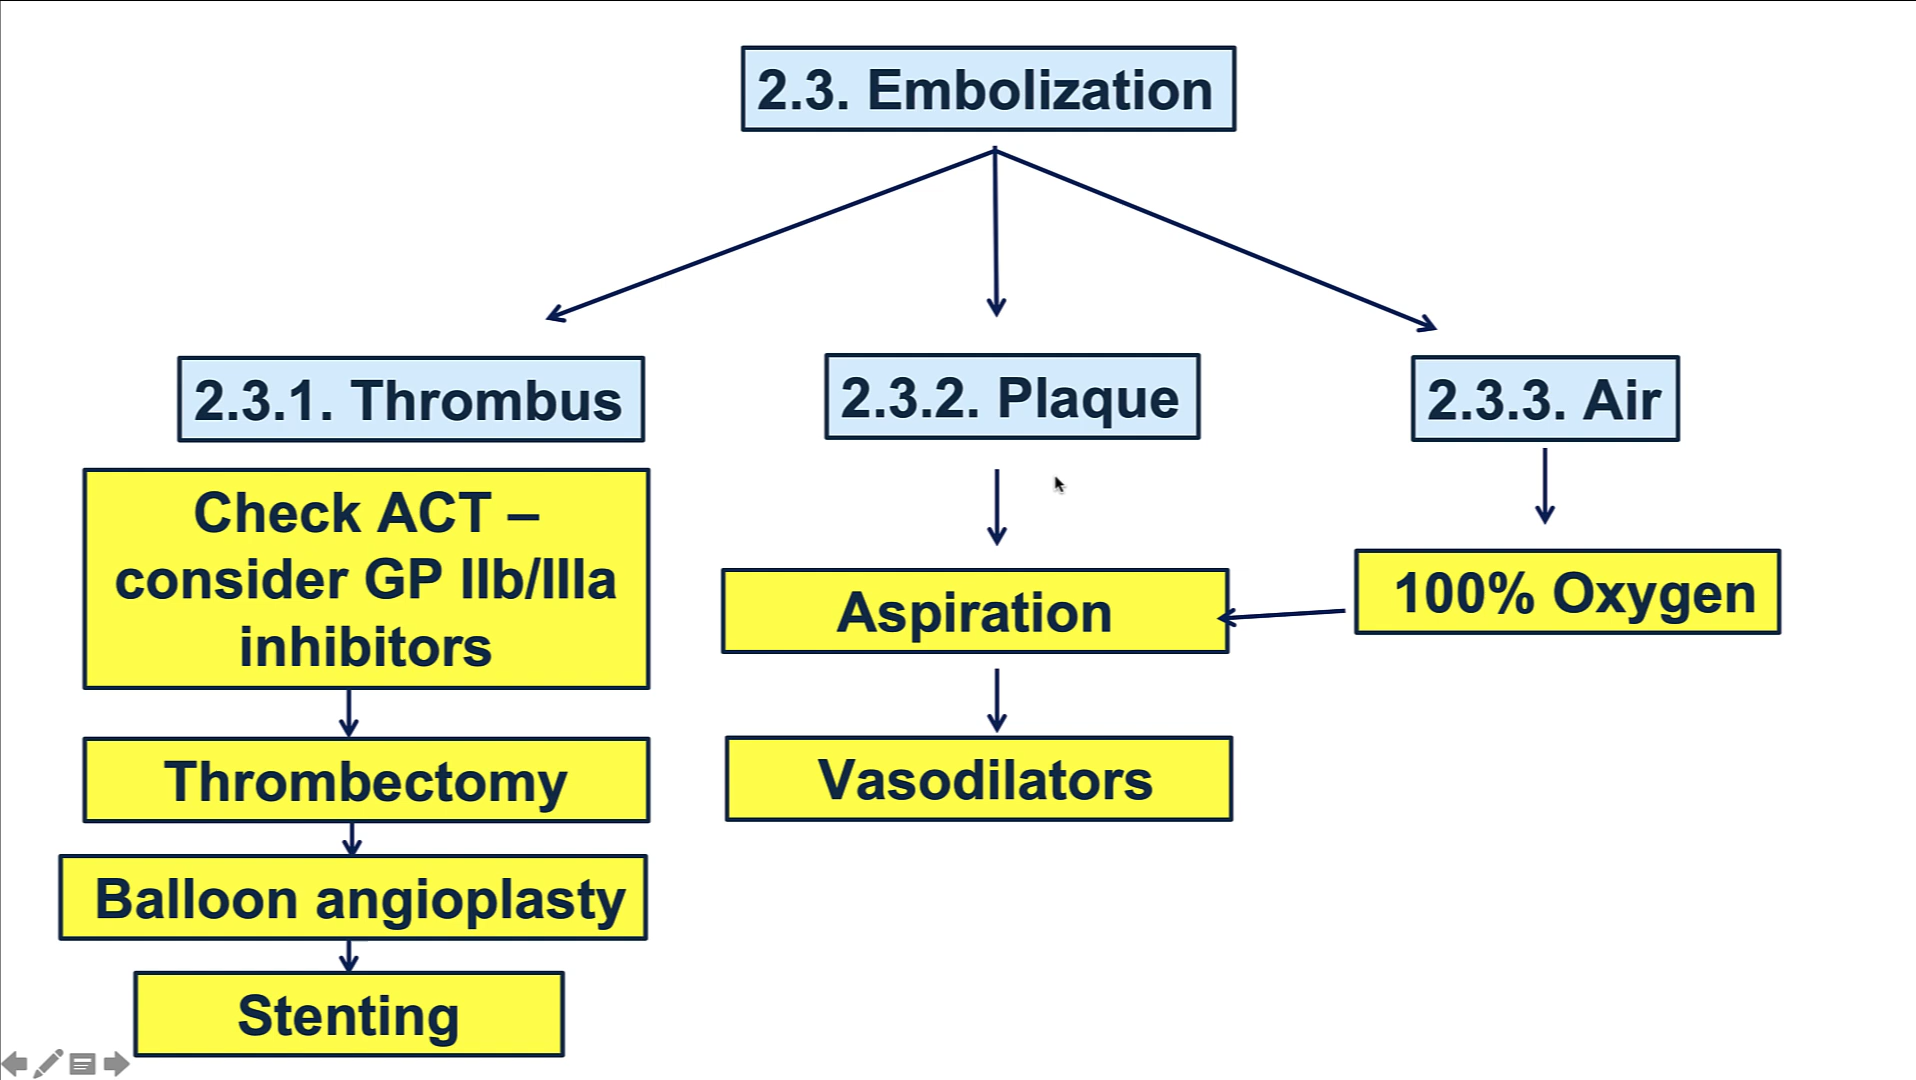 2.3. Embolization
2.3.1. Thrombus
2.3.2. Plaque
2.3.3. Air
Check ACT –
consider GP IIb/IIIa
inhibitors
Thrombectomy
Balloon angioplasty
Stenting
Aspiration
Vasodilators
100% Oxygen